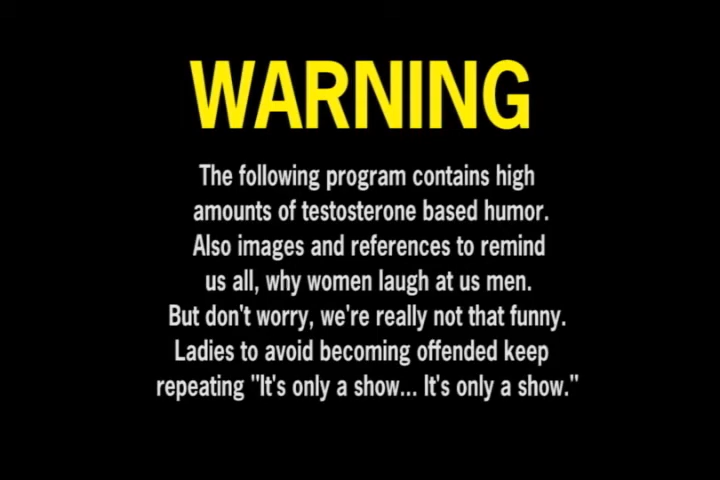 WARNING
The following program contains high
amounts of testosterone based humor.
Also images and references to remind
us all, why women laugh at us men.
But don't worry, we're really not that funny.
Ladies to avoid becoming offended keep
repeating "It's only a show... It's only a show."